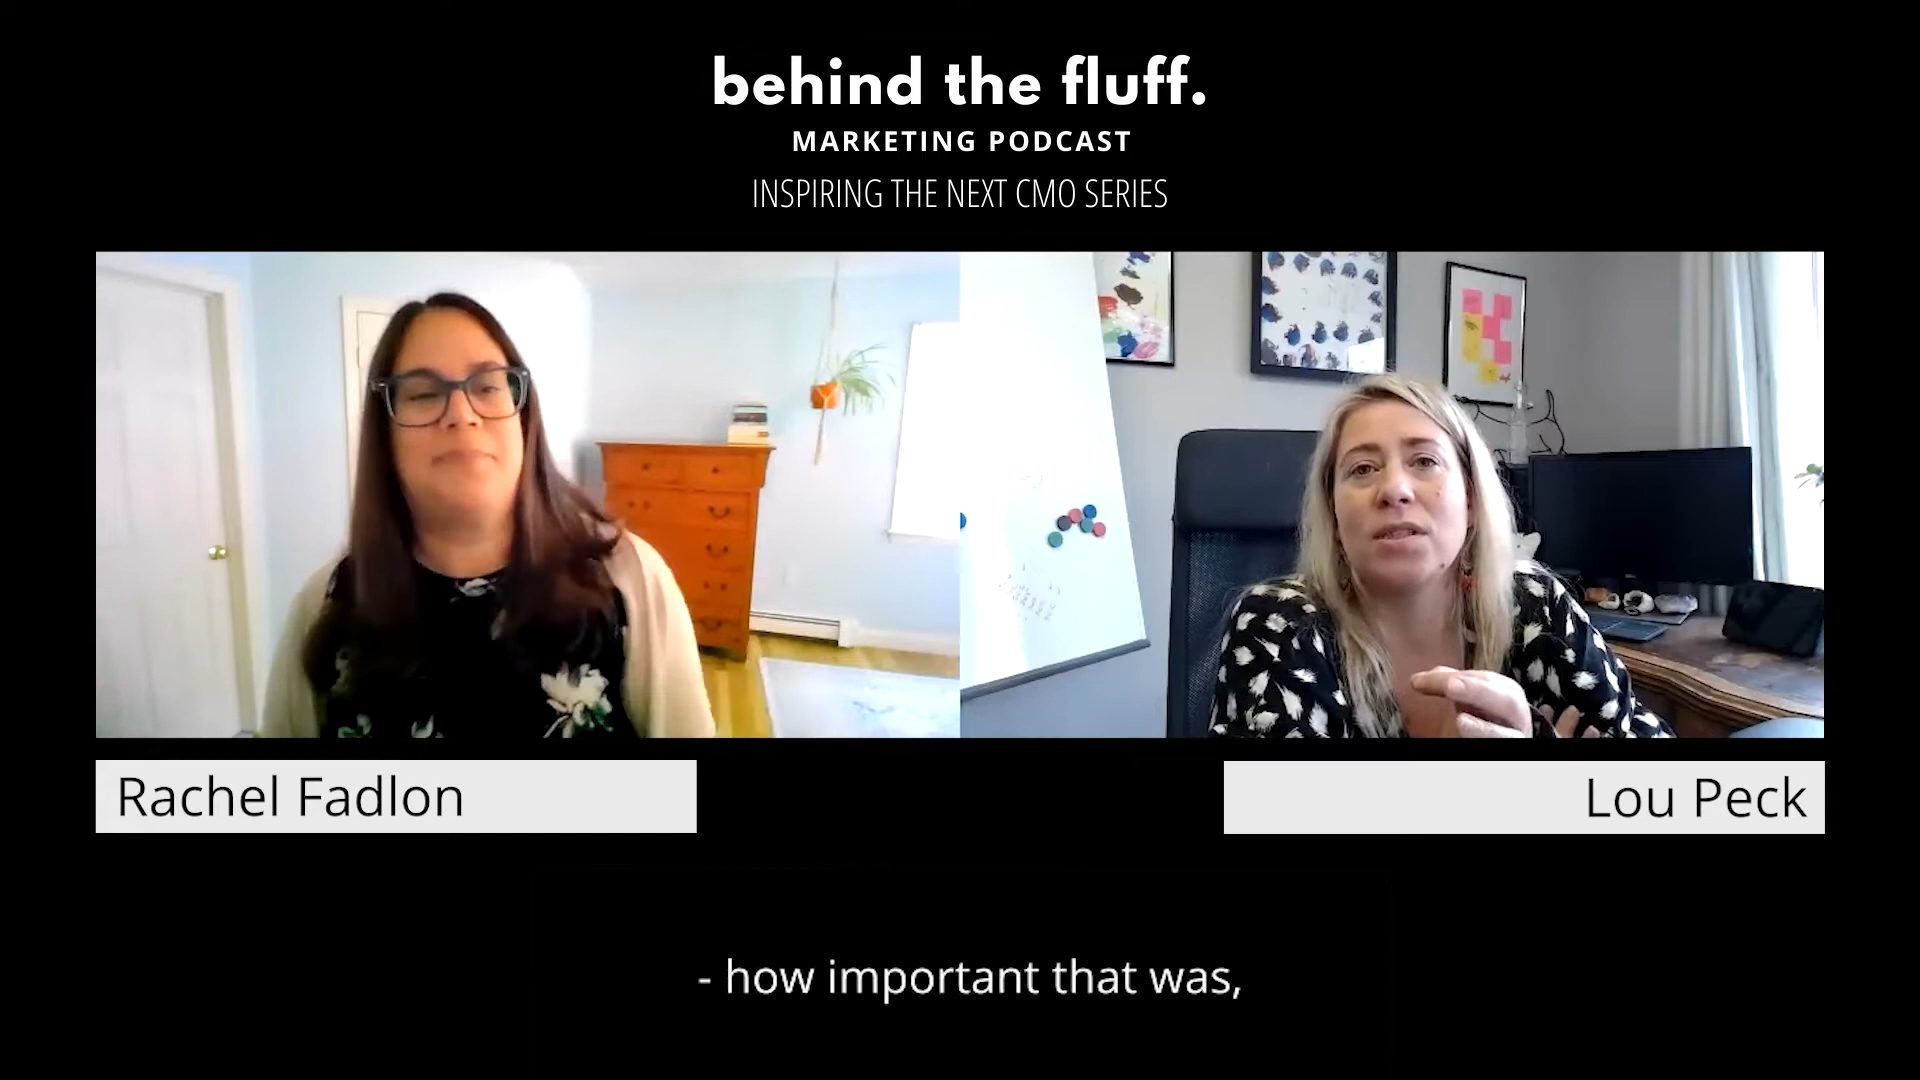 behind the fluff.
MARKETING PODCAST
INSPIRING THE NEXT CMO SERIES
Rachel Fadlon
Lou Peck
- how important that was,